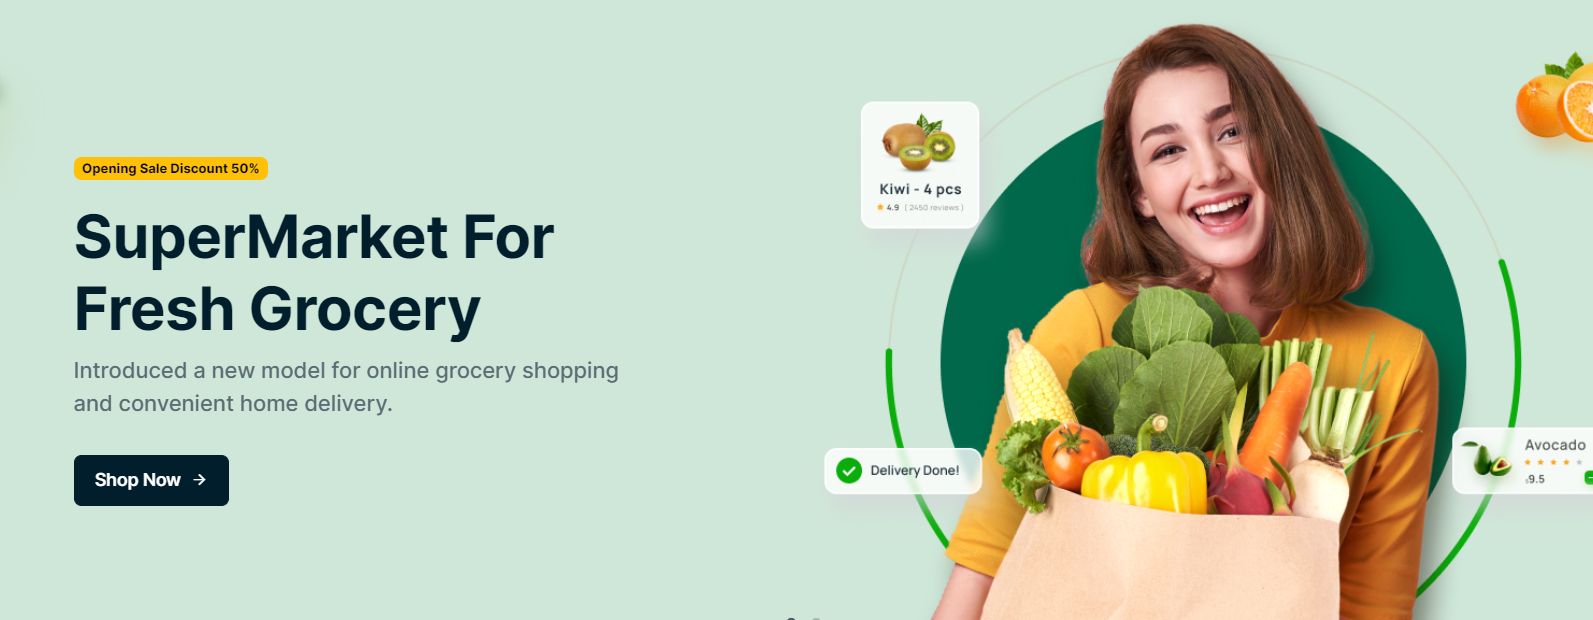 Opening Sale Discount 50%
SuperMarket For
Fresh Grocery
Introduced a new model for online grocery shopping
and convenient home delivery.
Shop Now
Kiwi - 4 pcs
4.9 ( 2450 reviews )
Delivery Done!
Avocado
$9.5